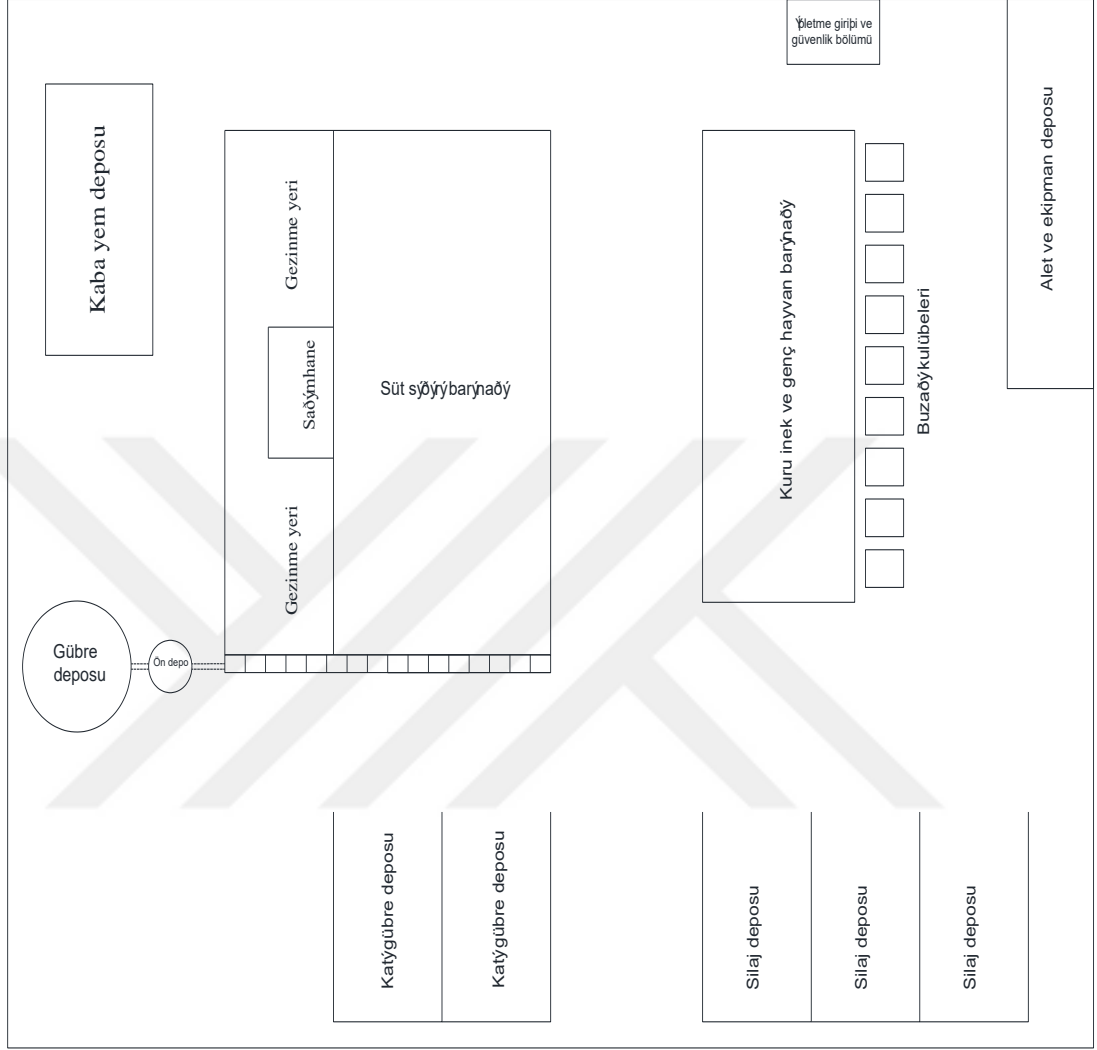 Ýþletme giriþi ve
güvenlik bölümü
Kaba yem deposu
Gezinme yeri
Saðýmhane
Gezinme yeri
Süt sýðýrý barýnaðý
Kuru inek ve genç hayvan barýnaðý
Buzaðý kulübeleri
Alet ve ekipman deposu
Gübre
deposu
Ön depo
Katý gübre deposu
Katý gübre deposu
Silaj deposu
Silaj deposu
Silaj deposu